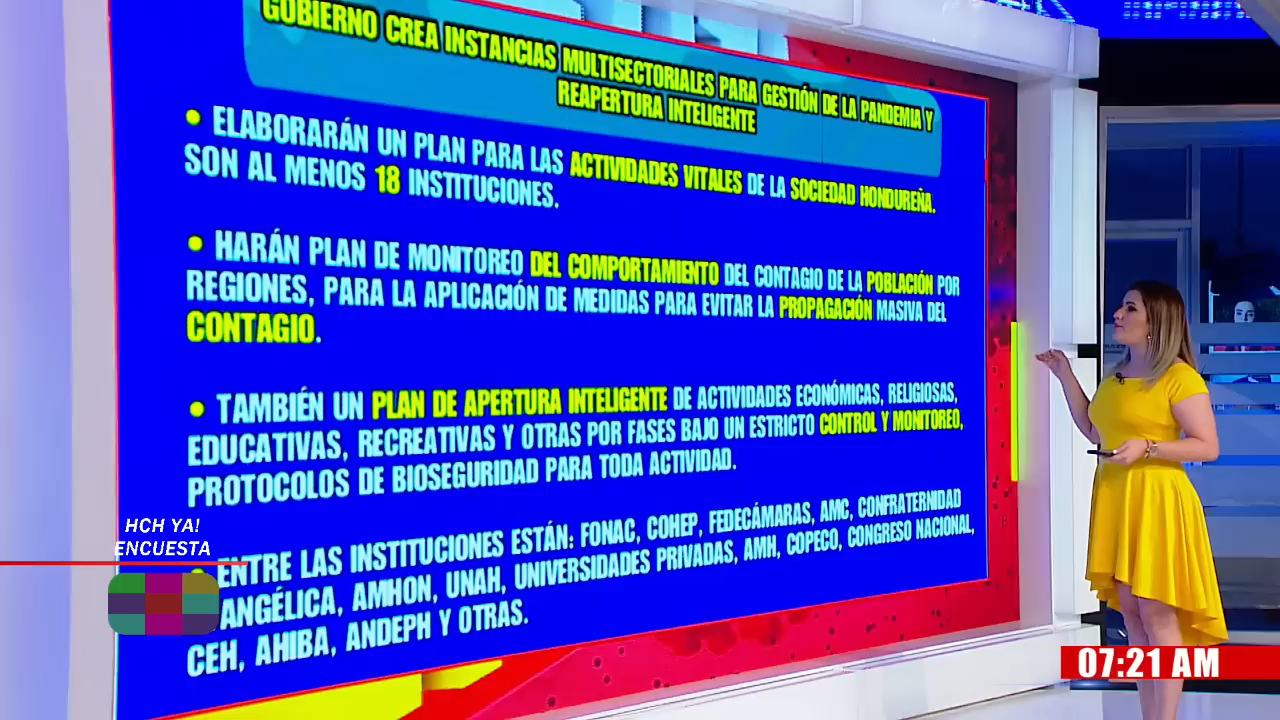 GOBIERNO CREA INSTANCIAS MULTISECTORIALES PARA GESTIÓN DE LA PANDEMIA Y
REAPERTURA INTELIGENTE
• ELABORARÁN UN PLAN PARA LAS ACTIVIDADES VITALES DE LA SOCIEDAD HONDUREÑA.
SON AL MENOS 18 INSTITUCIONES.
• HARÁN PLAN DE MONITOREO DEL COMPORTAMIENTO DEL CONTAGIO DE LA POBLACIÓN POR
REGIONES, PARA LA APLICACIÓN DE MEDIDAS PARA EVITAR LA PROPAGACIÓN MASIVA DEL
CONTAGIO.
• TAMBIÉN UN PLAN DE APERTURA INTELIGENTE DE ACTIVIDADES ECONÓMICAS, RELIGIOSAS,
EDUCATIVAS, RECREATIVAS Y OTRAS POR FASES BAJO UN ESTRICTO CONTROL Y MONITOREO,
PROTOCOLOS DE BIOSEGURIDAD PARA TODA ACTIVIDAD.
• ENTRE LAS INSTITUCIONES ESTÁN: FONAC, COHEP, FEDECÁMARAS, AMC, CONFRATERNIDAD
ANGÉLICA, AMHON, UNAH, UNIVERSIDADES PRIVADAS, AMH, COPECO, CONGRESO NACIONAL,
CEH, AHIBA, ANDEPH Y OTRAS.
HCH YA!
ENCUESTA
07:21 AM